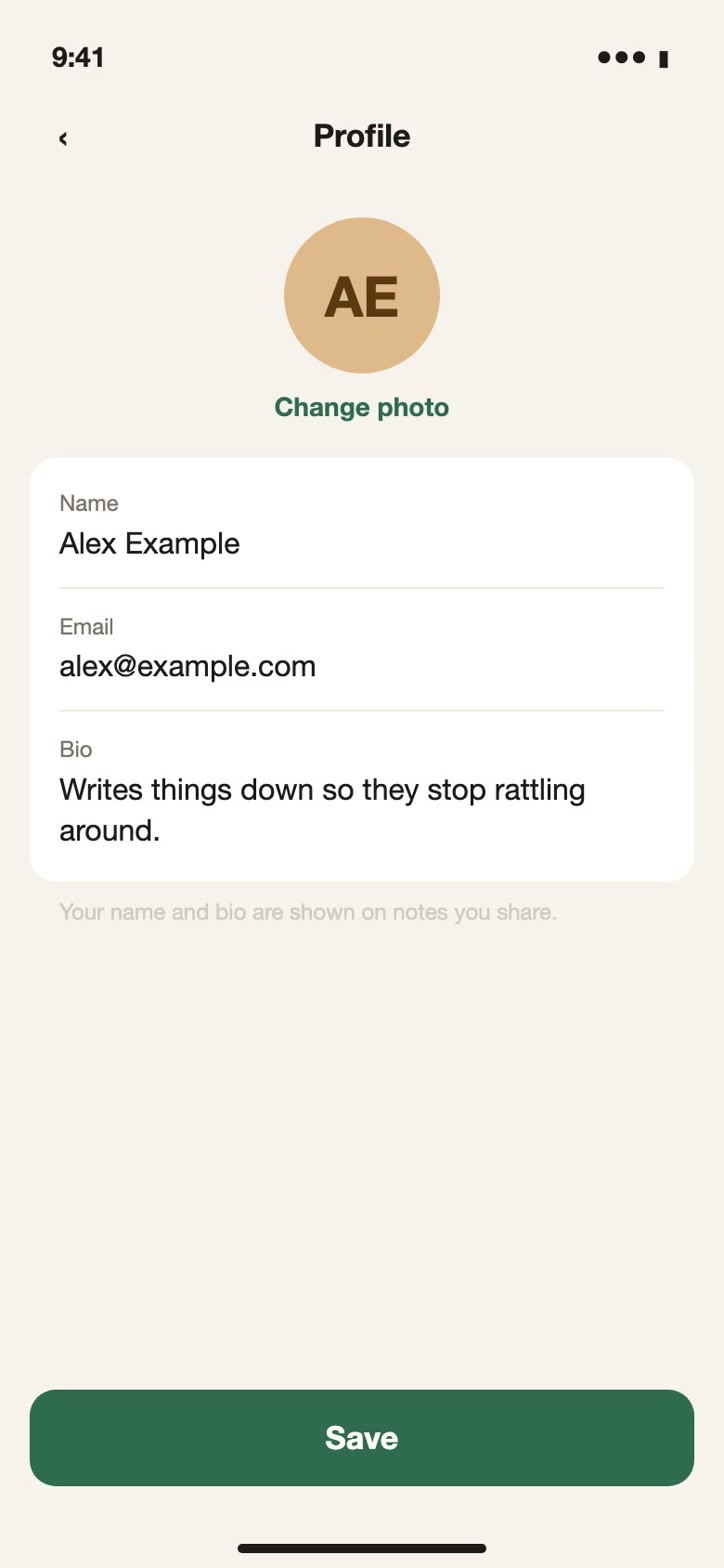 9:41
‹
Profile
AE
Change photo
Name
Alex Example
Email
alex@example.com
Bio
Writes things down so they stop rattling
around.
Your name and bio are shown on notes you share.
Save